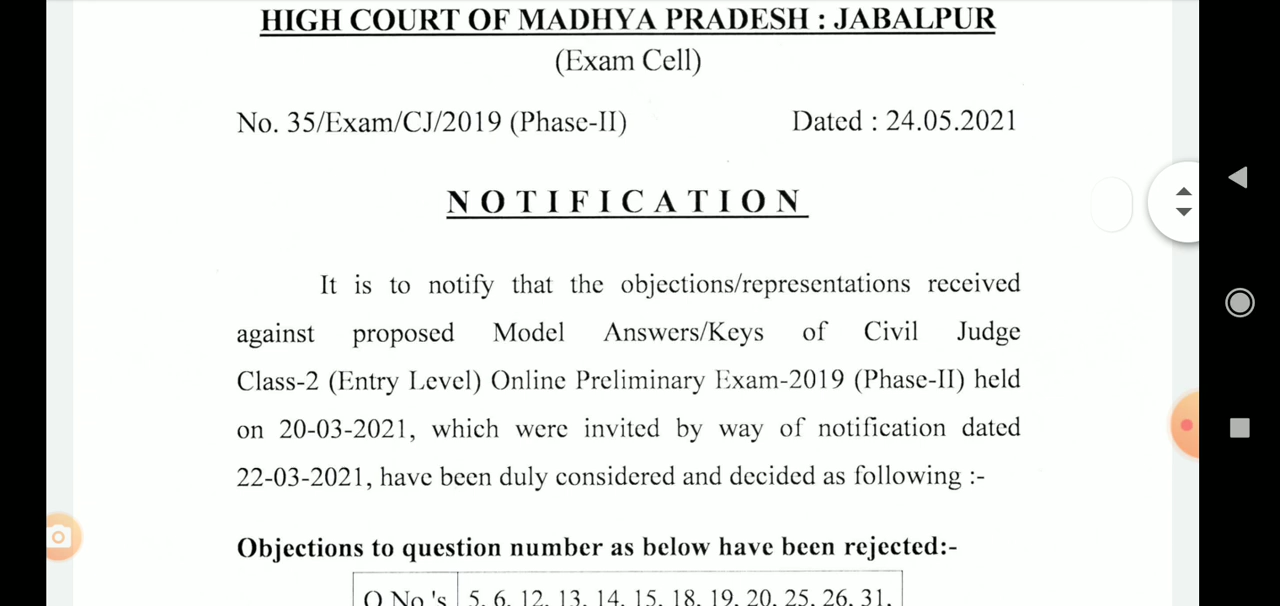 HIGH COURT OF MADHYA PRADESH : JABALPUR
(Exam Cell)
No. 35/Exam/CJ/2019 (Phase-II) Dated : 24.05.2021
NOTIFICATION
It is to notify that the objections/representations received
against proposed Model Answers/Keys of Civil Judge
Class-2 (Entry Level) Online Preliminary Exam-2019 (Phase-II) held
on 20-03-2021, which were invited by way of notification dated
22-03-2021, have been duly considered and decided as following :-
Objections to question number as below have been rejected:-
Q.No.'s 5, 6, 12, 13, 14, 15, 18, 19, 20, 25, 26, 31,